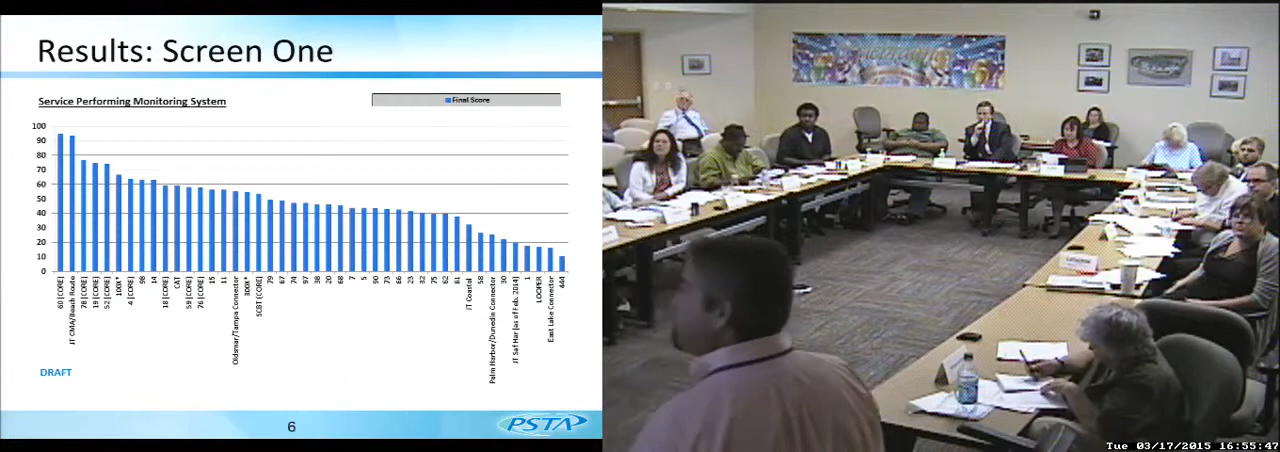 Results: Screen One
Service Performing Monitoring System
Final Score
100
90
80
70
60
50
40
30
20
10
0
60 [CORE]
JT CMA/Beach Route
78 [CORE]
19 [CORE]
52 [CORE]
100X*
4 [CORE]
98
14
18 [CORE]
CAT
59 [CORE]
76 [CORE]
15
11
Oldsmar/Tampa Connector
300X*
SCBT [CORE]
79
67
74
97
38
20
68
7
5
90
73
66
23
32
75
62
61
JT Coastal
58
Palm Harbor/Dunedin Connector
30
JT Saf Har [as of Feb. 2014]
1
LOOPER
East Lake Connector
444
DRAFT
6
PSTA
Tue 03/17/2015 16:55:47